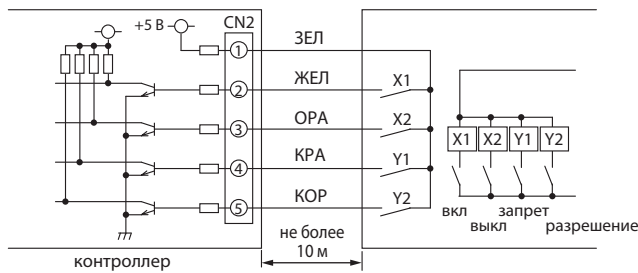 +5 В
CN2
1
ЗЕЛ
2
ЖЕЛ
X1
3
ОРА
X2
4
КРА
Y1
5
КОР
Y2
X1 X2 Y1 Y2
вкл
выкл
запрет
разрешение
не более
10 м
контроллер